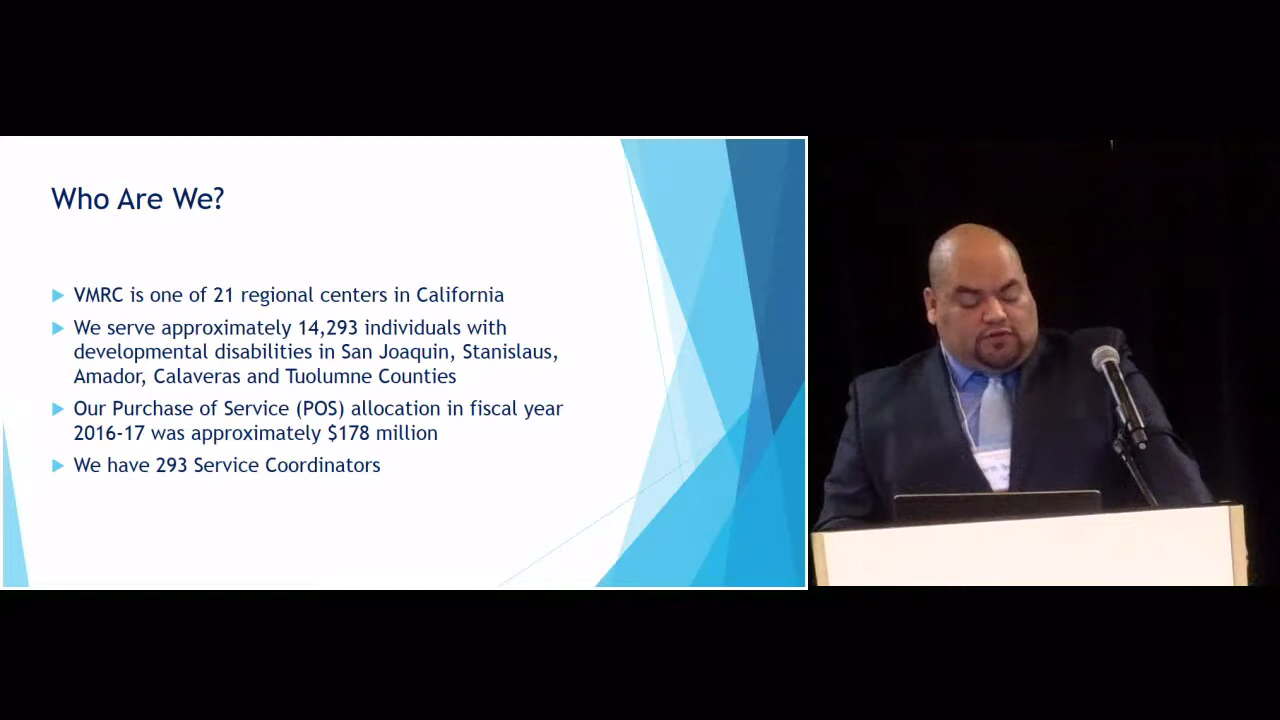 Who Are We?
VMRC is one of 21 regional centers in California
We serve approximately 14,293 individuals with
developmental disabilities in San Joaquin, Stanislaus,
Amador, Calaveras and Tuolumne Counties
Our Purchase of Service (POS) allocation in fiscal year
2016-17 was approximately $178 million
We have 293 Service Coordinators